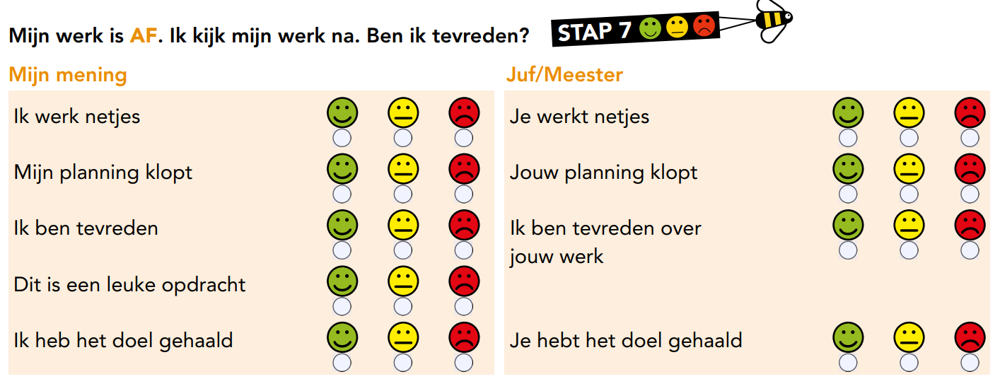 Mijn werk is AF. Ik kijk mijn werk na. Ben ik tevreden?
STAP 7
Mijn mening
Ik werk netjes
Mijn planning klopt
Ik ben tevreden
Dit is een leuke opdracht
Ik heb het doel gehaald
Juf/Meester
Je werkt netjes
Jouw planning klopt
Ik ben tevreden over
jouw werk
Je hebt het doel gehaald